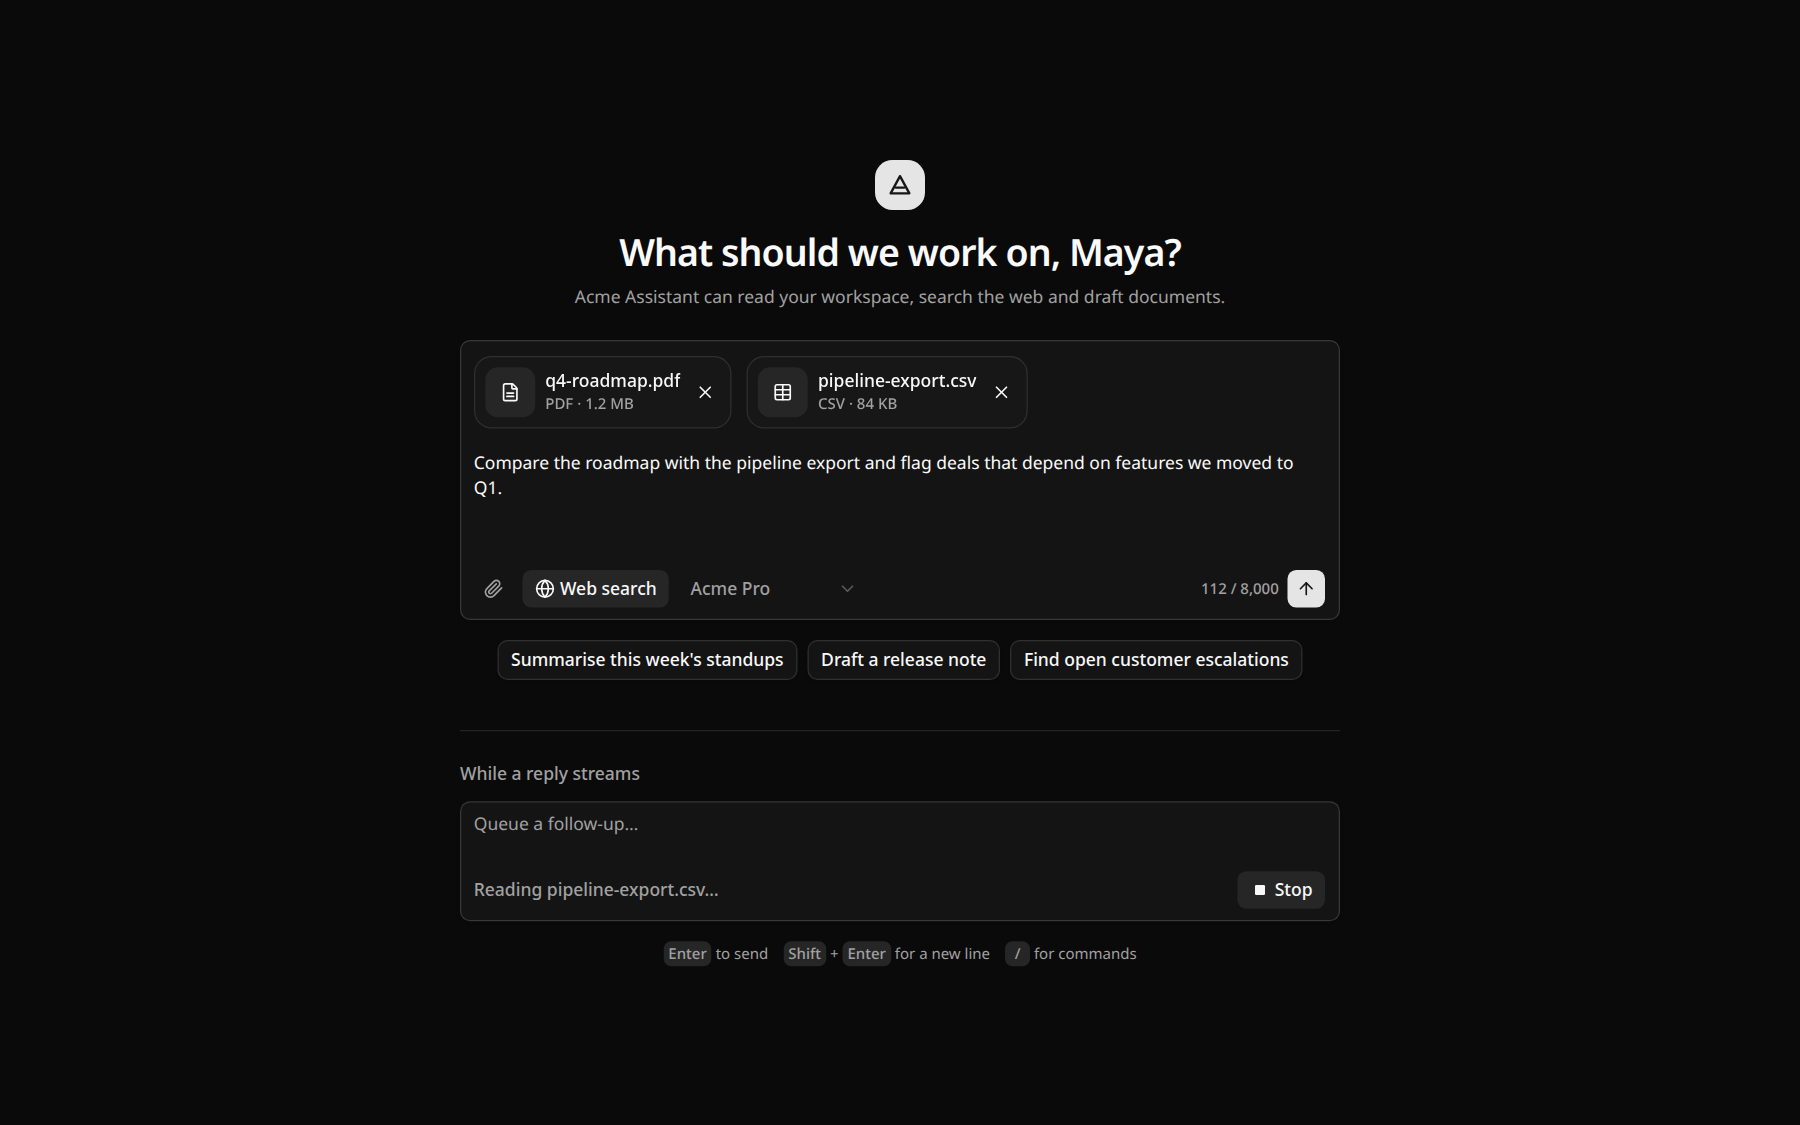 What should we work on, Maya?
Acme Assistant can read your workspace, search the web and draft documents.
q4-roadmap.pdf
PDF · 1.2 MB
pipeline-export.csv
CSV · 84 KB
Compare the roadmap with the pipeline export and flag deals that depend on features we moved to
Q1.
Web search
Acme Pro
112 / 8,000
Summarise this week's standups
Draft a release note
Find open customer escalations
While a reply streams
Queue a follow-up...
Reading pipeline-export.csv...
Stop
Enter to send Shift + Enter for a new line / for commands